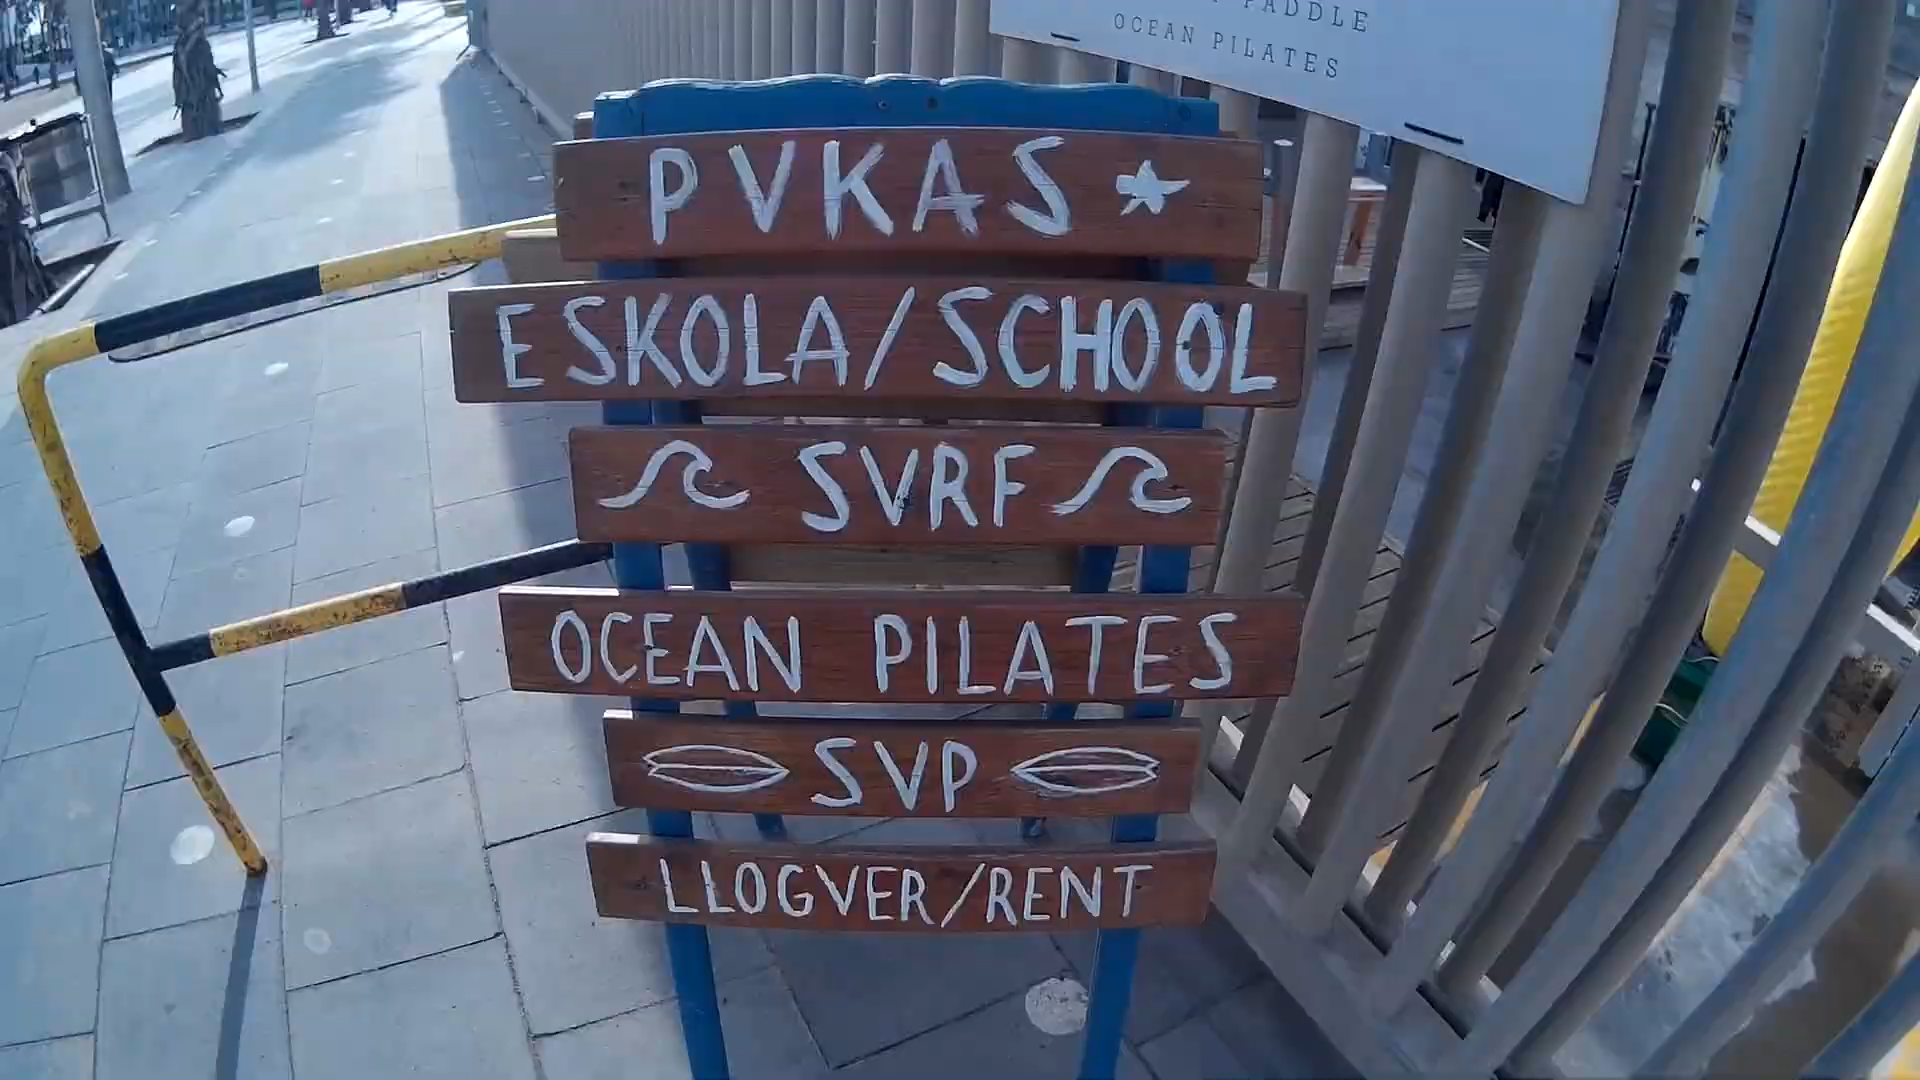 PADDLE
OCEAN PILATES
PVKAS
ESKOLA/SCHOOL
SVRF
OCEAN PILATES
SVP
LLOGVER/RENT